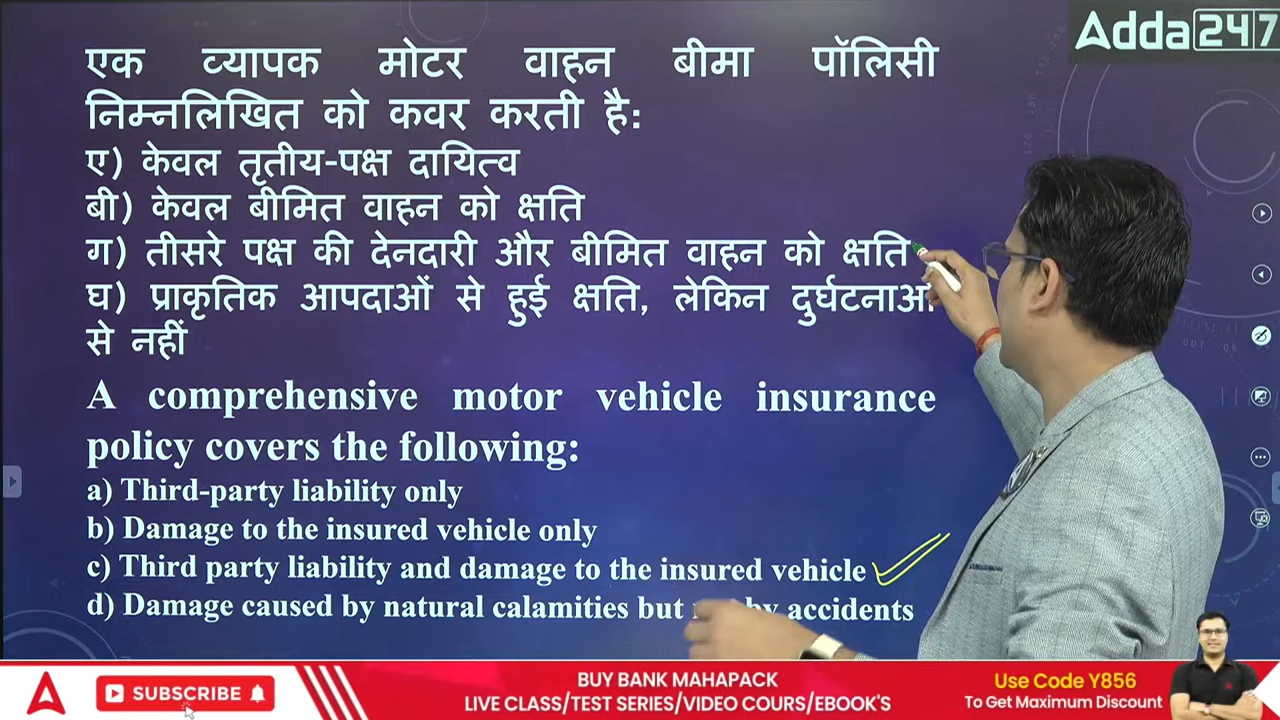 Adda247
एक व्यापक मोटर वाहन बीमा पॉलिसी
निम्नलिखित को कवर करती है:
ए) केवल तृतीय-पक्ष दायित्व
बी) केवल बीमित वाहन को क्षति
ग) तीसरे पक्ष की देनदारी और बीमित वाहन को क्षति
घ) प्राकृतिक आपदाओं से हुई क्षति, लेकिन
से नहीं
A comprehensive motor vehicle insurance
policy covers the following:
a) Third-party liability only
b) Damage to the insured vehicle only
c) Third party liability and damage to the insured vehicle
d) Damage caused by natural calamities but by accidents
SUBSCRIBE
BUY BANK MAHAPACK
LIVE CLASS/TEST SERIES/VIDEO COURS/EBOOK'S
Use Code Y856
To Get Maximum Discount